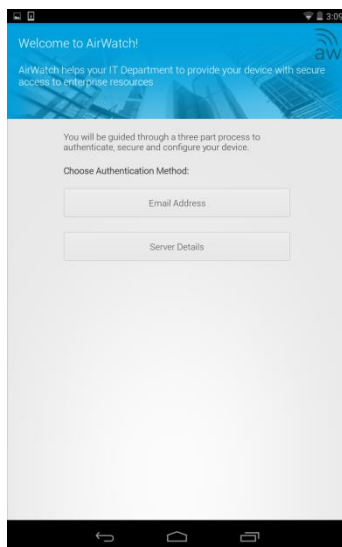 3:09
Welcome to AirWatch!
aw
AirWatch helps your IT Department to provide your device with secure
access to enterprise resources
You will be guided through a three part process to
authenticate, secure and configure your device.
Choose Authentication Method:
Email Address
Server Details